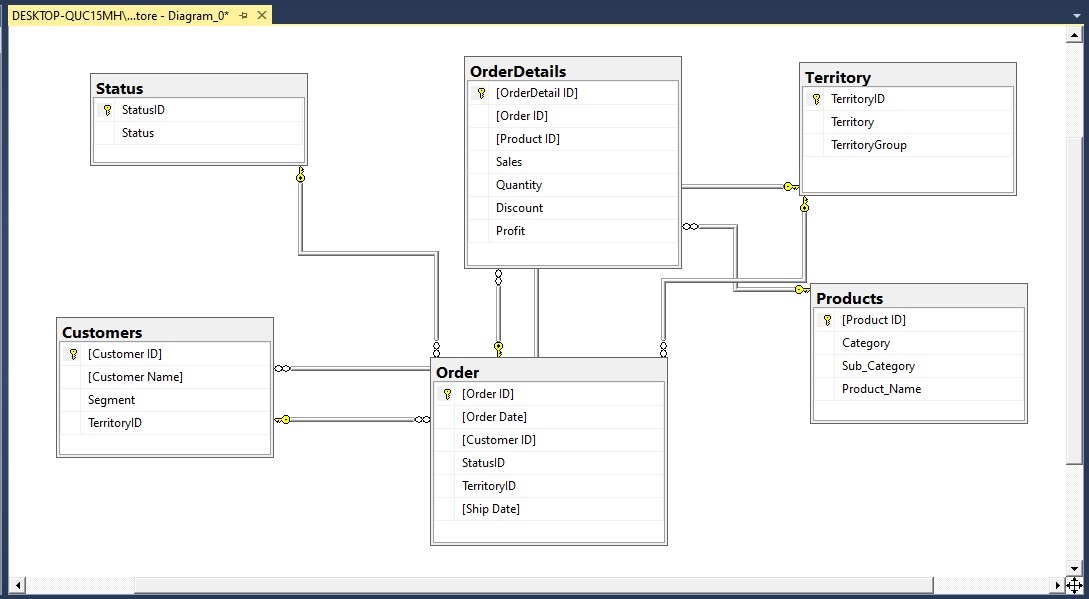 DESKTOP-QUC15MH\...tore - Diagram_0*
Status
StatusID
Status
OrderDetails
[OrderDetail ID]
[Order ID]
[Product ID]
Sales
Quantity
Discount
Profit
Territory
TerritoryID
Territory
TerritoryGroup
Customers
[Customer ID]
[Customer Name]
Segment
TerritoryID
Order
[Order ID]
[Order Date]
[Customer ID]
StatusID
TerritoryID
[Ship Date]
Products
[Product ID]
Category
Sub_Category
Product_Name